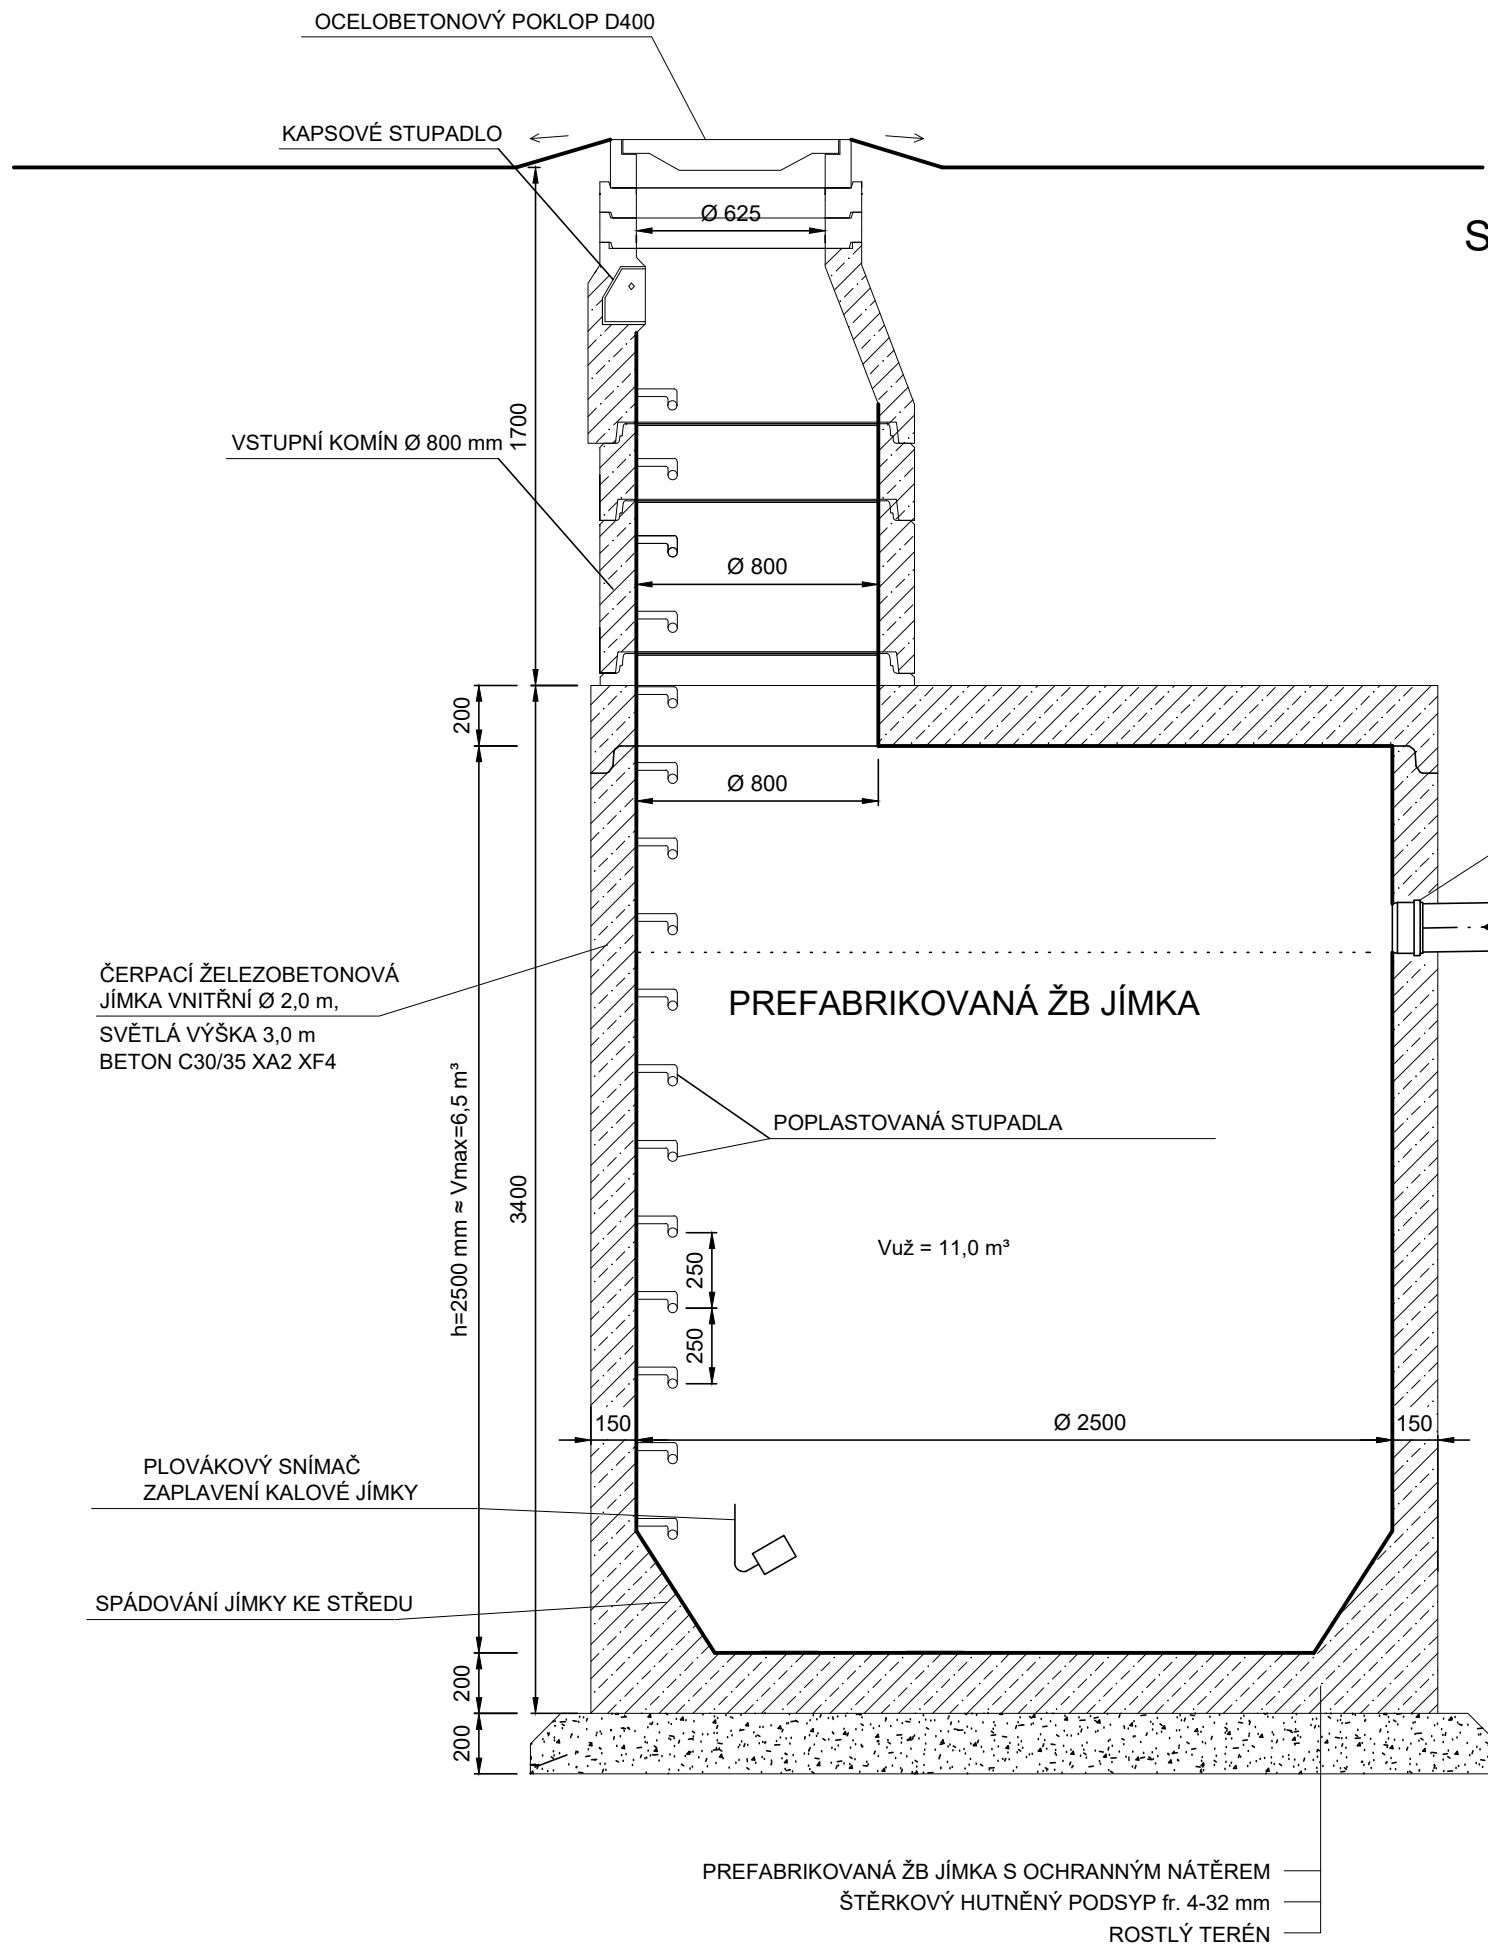 OCELOBETONOVÝ POKLOP D400
KAPSOVÉ STUPADLO
S
Ø 625
1700
VSTUPNÍ KOMÍN Ø 800 mm
Ø 800
200
Ø 800
ČERPACÍ ŽELEZOBETONOVÁ
JÍMKA VNITŘNÍ Ø 2,0 m,
SVĚTLÁ VÝŠKA 3,0 m
BETON C30/35 XA2 XF4
PREFABRIKOVANÁ ŽB JÍMKA
h=2500 mm ≈ Vmax=6,5 m³
3400
POPLASTOVANÁ STUPADLA
Vuž = 11,0 m³
250
250
150
Ø 2500
150
PLOVÁKOVÝ SNÍMAČ
ZAPLAVENÍ KALOVÉ JÍMKY
SPÁDOVÁNÍ JÍMKY KE STŘEDU
200
200
PREFABRIKOVANÁ ŽB JÍMKA S OCHRANNÝM NÁTĚREM
ŠTĚRKOVÝ HUTNĚNÝ PODSYP fr. 4-32 mm
ROSTLÝ TERÉN